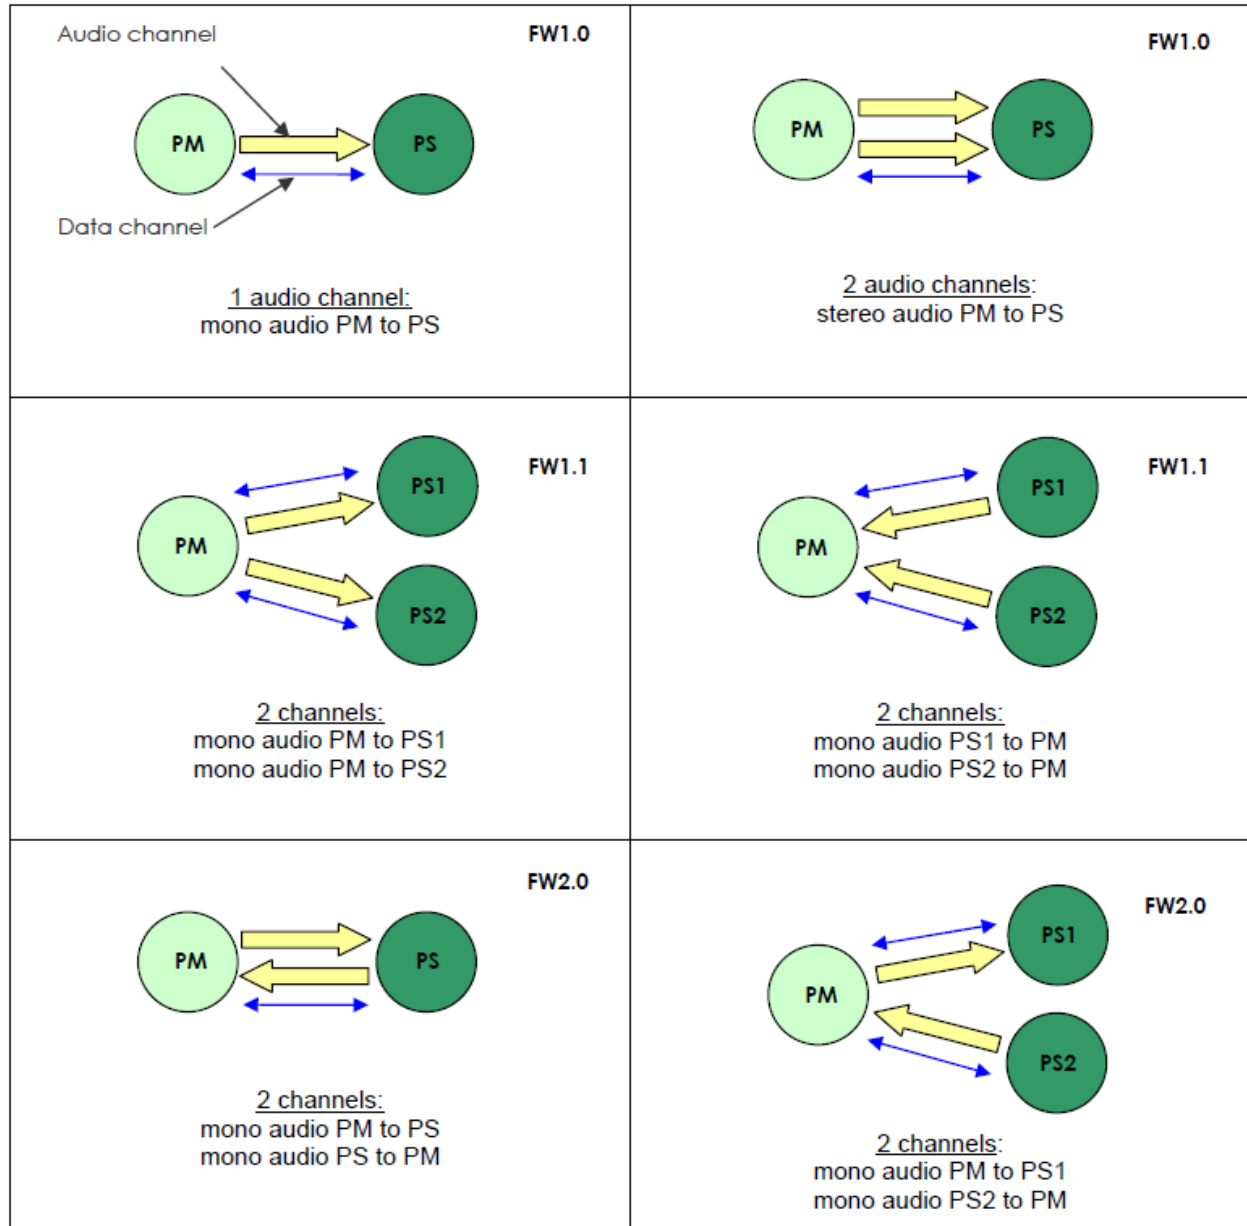 Audio channel
FW1.0
PM
PS
Data channel
1 audio channel:
mono audio PM to PS
FW1.0
PM
PS
2 audio channels:
stereo audio PM to PS
FW1.1
PS1
PM
PS2
2 channels:
mono audio PM to PS1
mono audio PM to PS2
FW1.1
PS1
PM
PS2
2 channels:
mono audio PS1 to PM
mono audio PS2 to PM
FW2.0
PM
PS
2 channels:
mono audio PM to PS
mono audio PS to PM
FW2.0
PS1
PM
PS2
2 channels:
mono audio PM to PS1
mono audio PS2 to PM